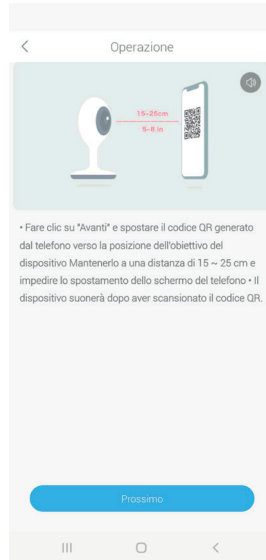 Operazione
15-25cm
5-8 in
• Fare clic su "Avanti" e spostare il codice QR generato
dal telefono verso la posizione dell'obiettivo del
dispositivo Mantenerlo a una distanza di 15 ~ 25 cm e
impedire lo spostamento dello schermo del telefono • Il
dispositivo suonerà dopo aver scansionato il codice QR.
Prossimo